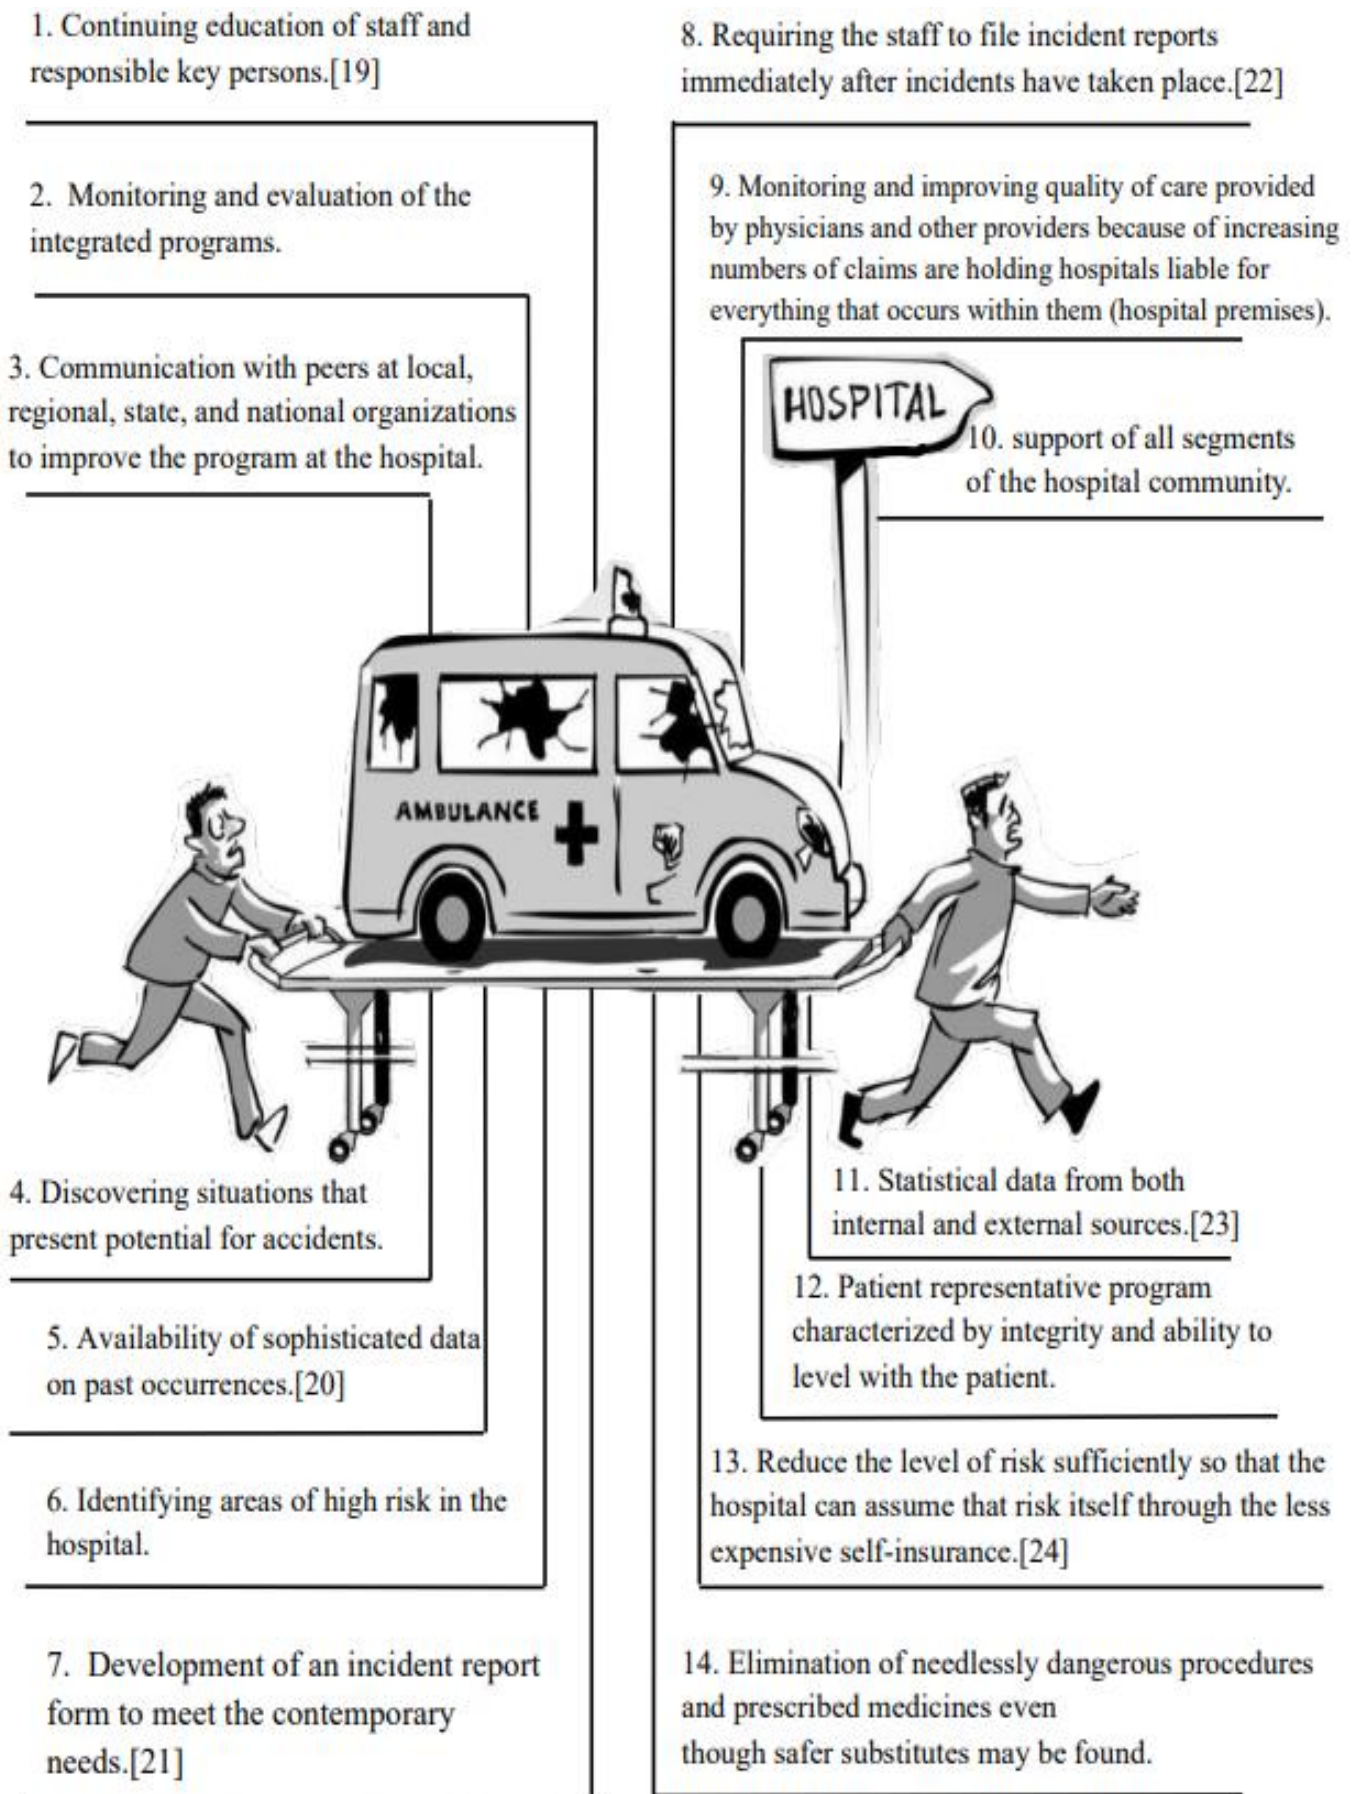 1. Continuing education of staff and
responsible key persons.[19]
2. Monitoring and evaluation of the
integrated programs.
3. Communication with peers at local,
regional, state, and national organizations
to improve the program at the hospital.
8. Requiring the staff to file incident reports
immediately after incidents have taken place.[22]
9. Monitoring and improving quality of care provided
by physicians and other providers because of increasing
numbers of claims are holding hospitals liable for
everything that occurs within them (hospital premises).
HOSPITAL
10. support of all segments
of the hospital community.
AMBULANCE
4. Discovering situations that
present potential for accidents.
5. Availability of sophisticated data
on past occurrences.[20]
6. Identifying areas of high risk in the
hospital.
7. Development of an incident report
form to meet the contemporary
needs.[21]
11. Statistical data from both
internal and external sources.[23]
12. Patient representative program
characterized by integrity and ability to
level with the patient.
13. Reduce the level of risk sufficiently so that the
hospital can assume that risk itself through the less
expensive self-insurance.[24]
14. Elimination of needlessly dangerous procedures
and prescribed medicines even
though safer substitutes may be found.